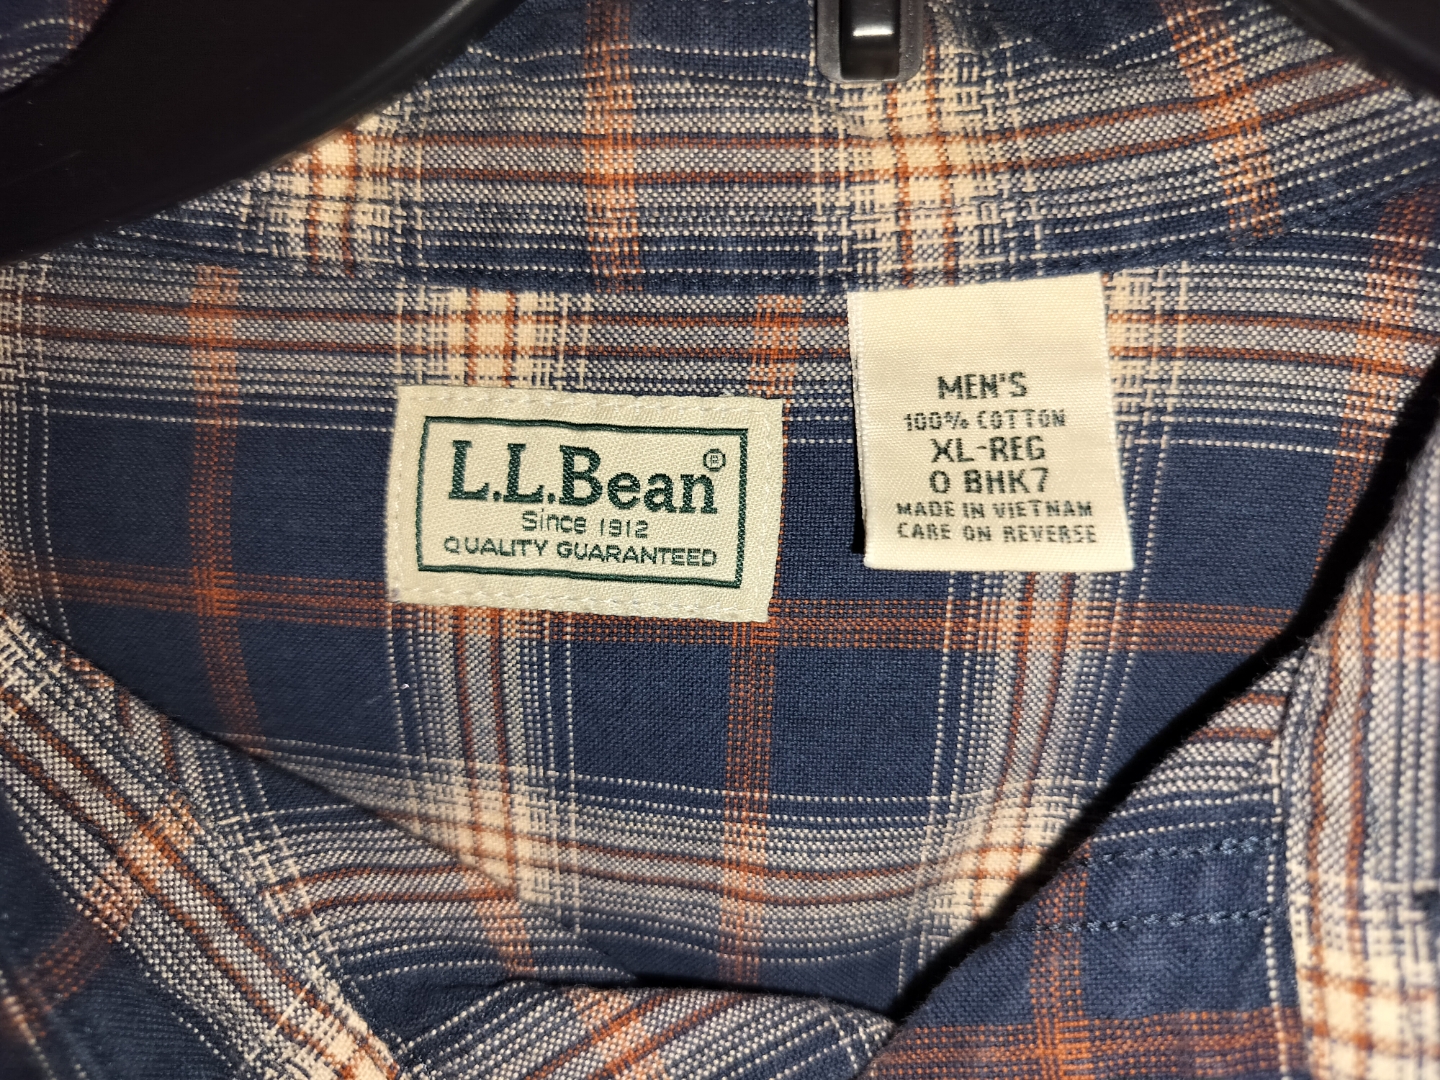 L.L.Bean®
Since 1912
QUALITY GUARANTEED
MEN'S
100% COTTON
XL-REG
0 BHK7
MADE IN VIETNAM
CARE ON REVERSE